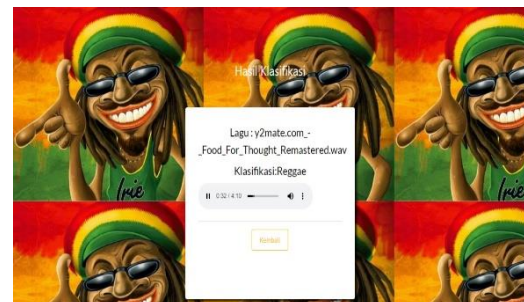 Hasil Klasifikasi
Lagu : y2mate.com_-
_Food_For_Thought_Remastered.wav
Klasifikasi:Reggae
0:32 / 4:10
Kembali
Irie
Irie